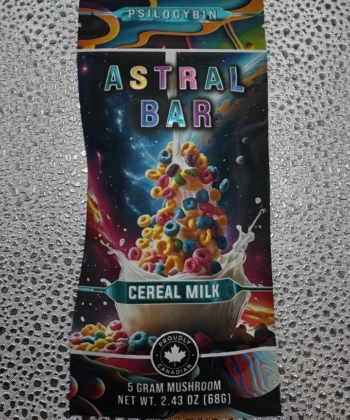 PSILOCYBIN
ASTRAL
BAR
CEREAL MILK
PROUDLY
CANADIAN
5 GRAM MUSHROOM
NET WT. 2.43 OZ (68G)